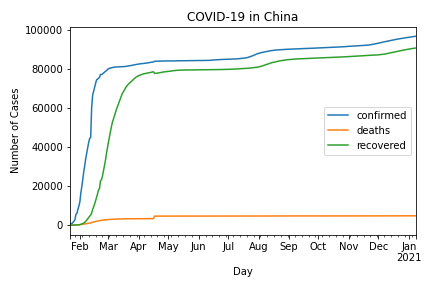 COVID-19 in China
Number of Cases
100000
80000
60000
40000
20000
0
confirmed
deaths
recovered
Feb Mar Apr May Jun Jul Aug Sep Oct Nov Dec Jan
2021
Day